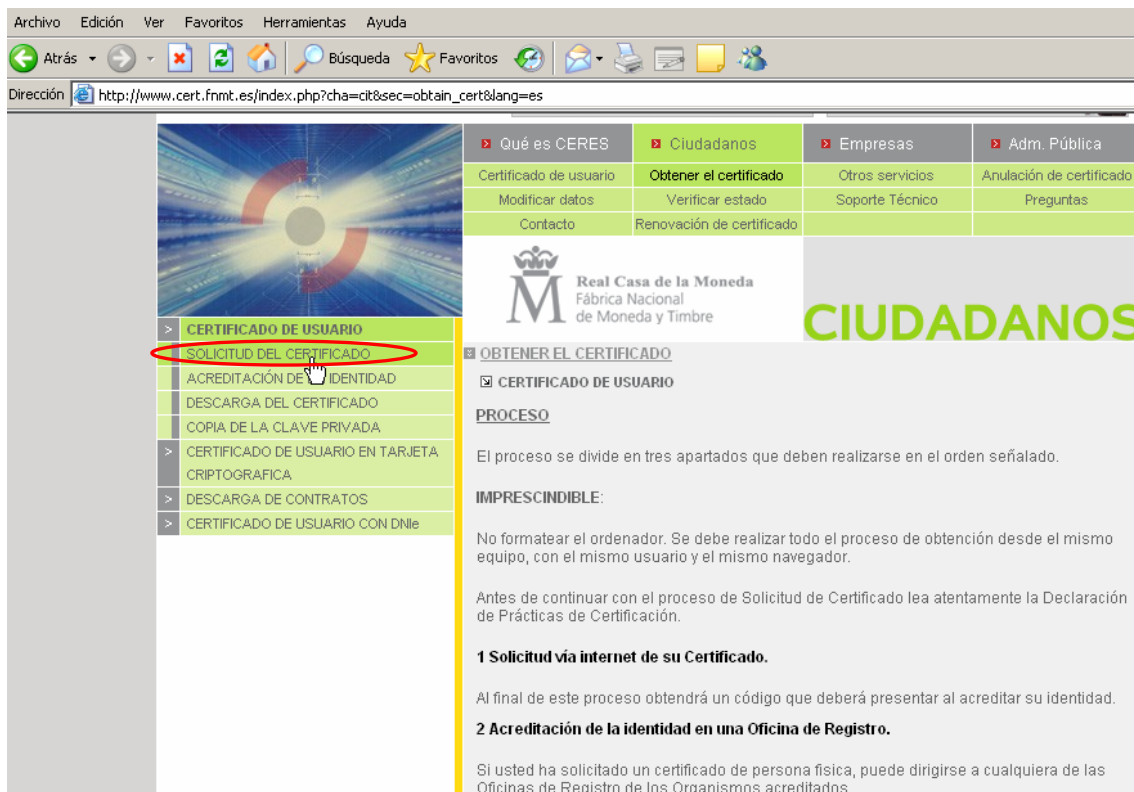 Archivo Edición Ver Favoritos Herramientas Ayuda
Atrás Búsqueda Favoritos
Dirección http://www.cert.fnmt.es/index.php?cha=cit&sec=obtain_cert&lang=es
Qué es CERES Ciudadanos Empresas Adm. Pública
Certificado de usuario Obtener el certificado Otros servicios Anulación de certificado
Modificar datos Verificar estado Soporte Técnico Preguntas
Contacto Renovación de certificado
Real Casa de la Moneda
Fábrica Nacional
de Moneda y Timbre
CIUDADANOS
> CERTIFICADO DE USUARIO
SOLICITUD DEL CERTIFICADO
ACREDITACIÓN DE IDENTIDAD
DESCARGA DEL CERTIFICADO
COPIA DE LA CLAVE PRIVADA
> CERTIFICADO DE USUARIO EN TARJETA
CRIPTOGRAFICA
> DESCARGA DE CONTRATOS
> CERTIFICADO DE USUARIO CON DNIe
OBTENER EL CERTIFICADO
CERTIFICADO DE USUARIO
PROCESO
El proceso se divide en tres apartados que deben realizarse en el orden señalado.
IMPRESCINDIBLE:
No formatear el ordenador. Se debe realizar todo el proceso de obtención desde el mismo
equipo, con el mismo usuario y el mismo navegador.
Antes de continuar con el proceso de Solicitud de Certificado lea atentamente la Declaración
de Prácticas de Certificación.
1 Solicitud vía internet de su Certificado.
Al final de este proceso obtendrá un código que deberá presentar al acreditar su identidad.
2 Acreditación de la identidad en una Oficina de Registro.
Si usted ha solicitado un certificado de persona fisica, puede dirigirse a cualquiera de las
Oficinas de Registro de los Organismos acreditados.